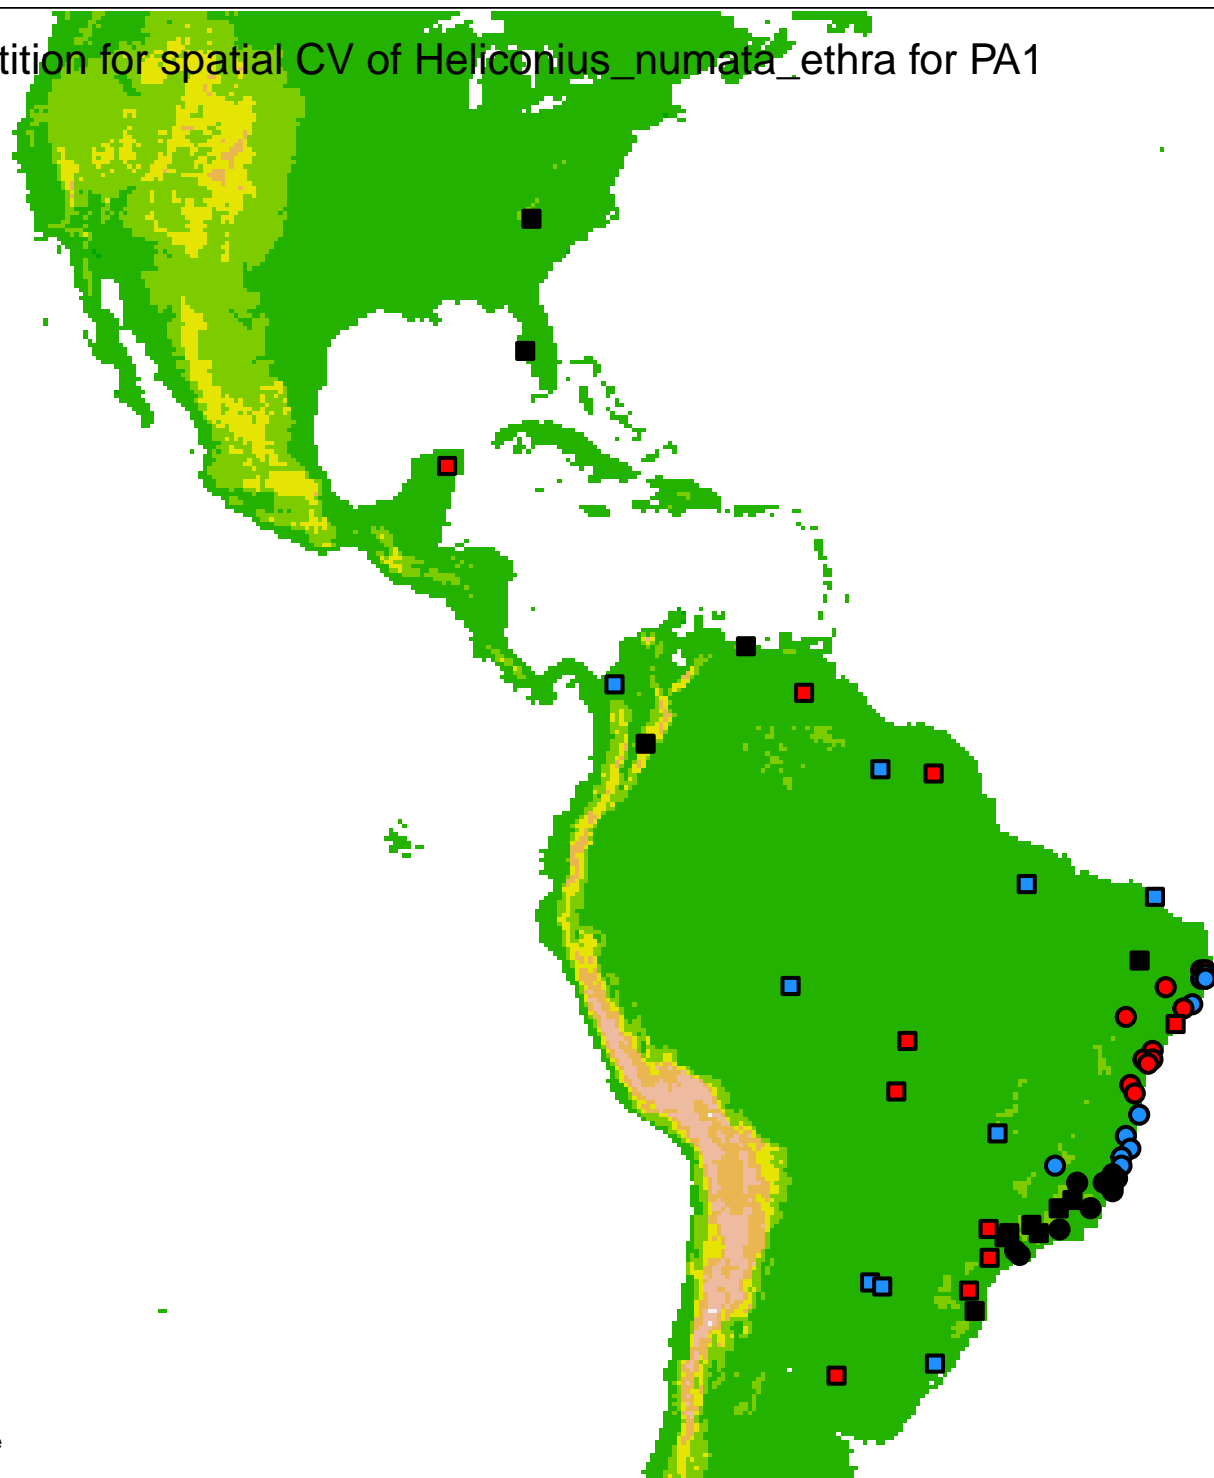 tition for spatial CV of Heliconius_numata_ethra for PA1